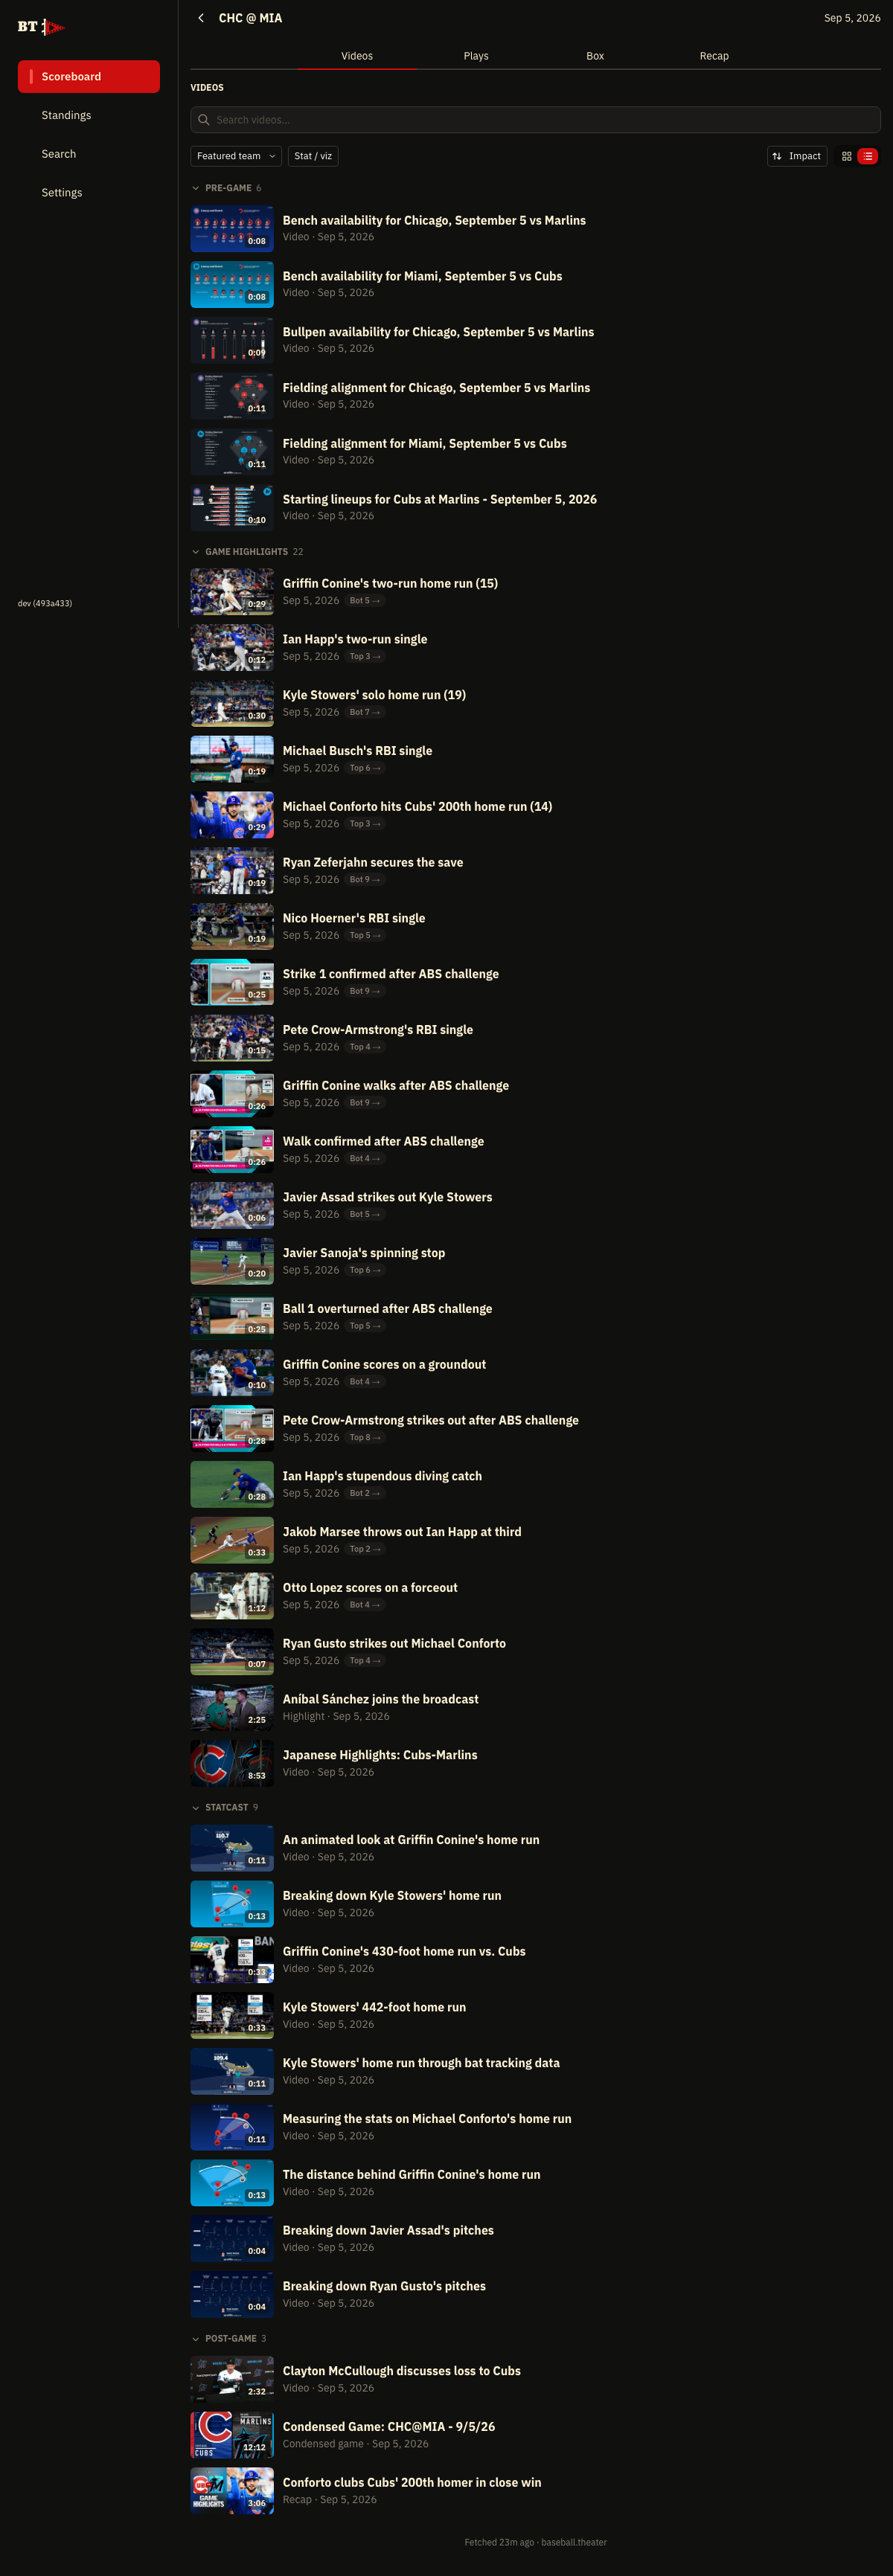 BT
CHC @ MIA
Sep 5, 2026
Scoreboard
Standings
Search
Settings
dev (493a433)
Videos
Plays
Box
Recap
VIDEOS
Search videos...
Featured team
Stat / viz
Impact
PRE-GAME 6
0:08
Bench availability for Chicago, September 5 vs Marlins
Video · Sep 5, 2026
0:08
Bench availability for Miami, September 5 vs Cubs
Video · Sep 5, 2026
0:09
Bullpen availability for Chicago, September 5 vs Marlins
Video · Sep 5, 2026
0:11
Fielding alignment for Chicago, September 5 vs Marlins
Video · Sep 5, 2026
0:11
Fielding alignment for Miami, September 5 vs Cubs
Video · Sep 5, 2026
0:10
Starting lineups for Cubs at Marlins - September 5, 2026
Video · Sep 5, 2026
GAME HIGHLIGHTS 22
0:29
Griffin Conine's two-run home run (15)
Sep 5, 2026 Bot 5 →
0:12
Ian Happ's two-run single
Sep 5, 2026 Top 3 →
0:30
Kyle Stowers' solo home run (19)
Sep 5, 2026 Bot 7 →
0:19
Michael Busch's RBI single
Sep 5, 2026 Top 6 →
0:29
Michael Conforto hits Cubs' 200th home run (14)
Sep 5, 2026 Top 3 →
0:19
Ryan Zeferjahn secures the save
Sep 5, 2026 Bot 9 →
0:19
Nico Hoerner's RBI single
Sep 5, 2026 Top 5 →
0:25
Strike 1 confirmed after ABS challenge
Sep 5, 2026 Bot 9 →
0:15
Pete Crow-Armstrong's RBI single
Sep 5, 2026 Top 4 →
0:26
Griffin Conine walks after ABS challenge
Sep 5, 2026 Bot 9 →
0:26
Walk confirmed after ABS challenge
Sep 5, 2026 Bot 4 →
0:06
Javier Assad strikes out Kyle Stowers
Sep 5, 2026 Bot 5 →
0:20
Javier Sanoja's spinning stop
Sep 5, 2026 Top 6 →
0:25
Ball 1 overturned after ABS challenge
Sep 5, 2026 Top 5 →
0:10
Griffin Conine scores on a groundout
Sep 5, 2026 Bot 4 →
0:28
Pete Crow-Armstrong strikes out after ABS challenge
Sep 5, 2026 Top 8 →
0:28
Ian Happ's stupendous diving catch
Sep 5, 2026 Bot 2 →
0:33
Jakob Marsee throws out Ian Happ at third
Sep 5, 2026 Top 2 →
1:12
Otto Lopez scores on a forceout
Sep 5, 2026 Bot 4 →
0:07
Ryan Gusto strikes out Michael Conforto
Sep 5, 2026 Top 4 →
2:25
Aníbal Sánchez joins the broadcast
Highlight · Sep 5, 2026
8:53
Japanese Highlights: Cubs-Marlins
Video · Sep 5, 2026
STATCAST 9
110.7
0:11
An animated look at Griffin Conine's home run
Video · Sep 5, 2026
0:13
Breaking down Kyle Stowers' home run
Video · Sep 5, 2026
0:33
Griffin Conine's 430-foot home run vs. Cubs
Video · Sep 5, 2026
0:33
Kyle Stowers' 442-foot home run
Video · Sep 5, 2026
109.4
0:11
Kyle Stowers' home run through bat tracking data
Video · Sep 5, 2026
0:11
Measuring the stats on Michael Conforto's home run
Video · Sep 5, 2026
0:13
The distance behind Griffin Conine's home run
Video · Sep 5, 2026
0:04
Breaking down Javier Assad's pitches
Video · Sep 5, 2026
0:04
Breaking down Ryan Gusto's pitches
Video · Sep 5, 2026
POST-GAME 3
2:32
Clayton McCullough discusses loss to Cubs
Video · Sep 5, 2026
MARLINS
CUBS
12:12
Condensed Game: CHC@MIA - 9/5/26
Condensed game · Sep 5, 2026
GAME
HIGHLIGHTS
3:06
Conforto clubs Cubs' 200th homer in close win
Recap · Sep 5, 2026
Fetched 23m ago · baseball.theater